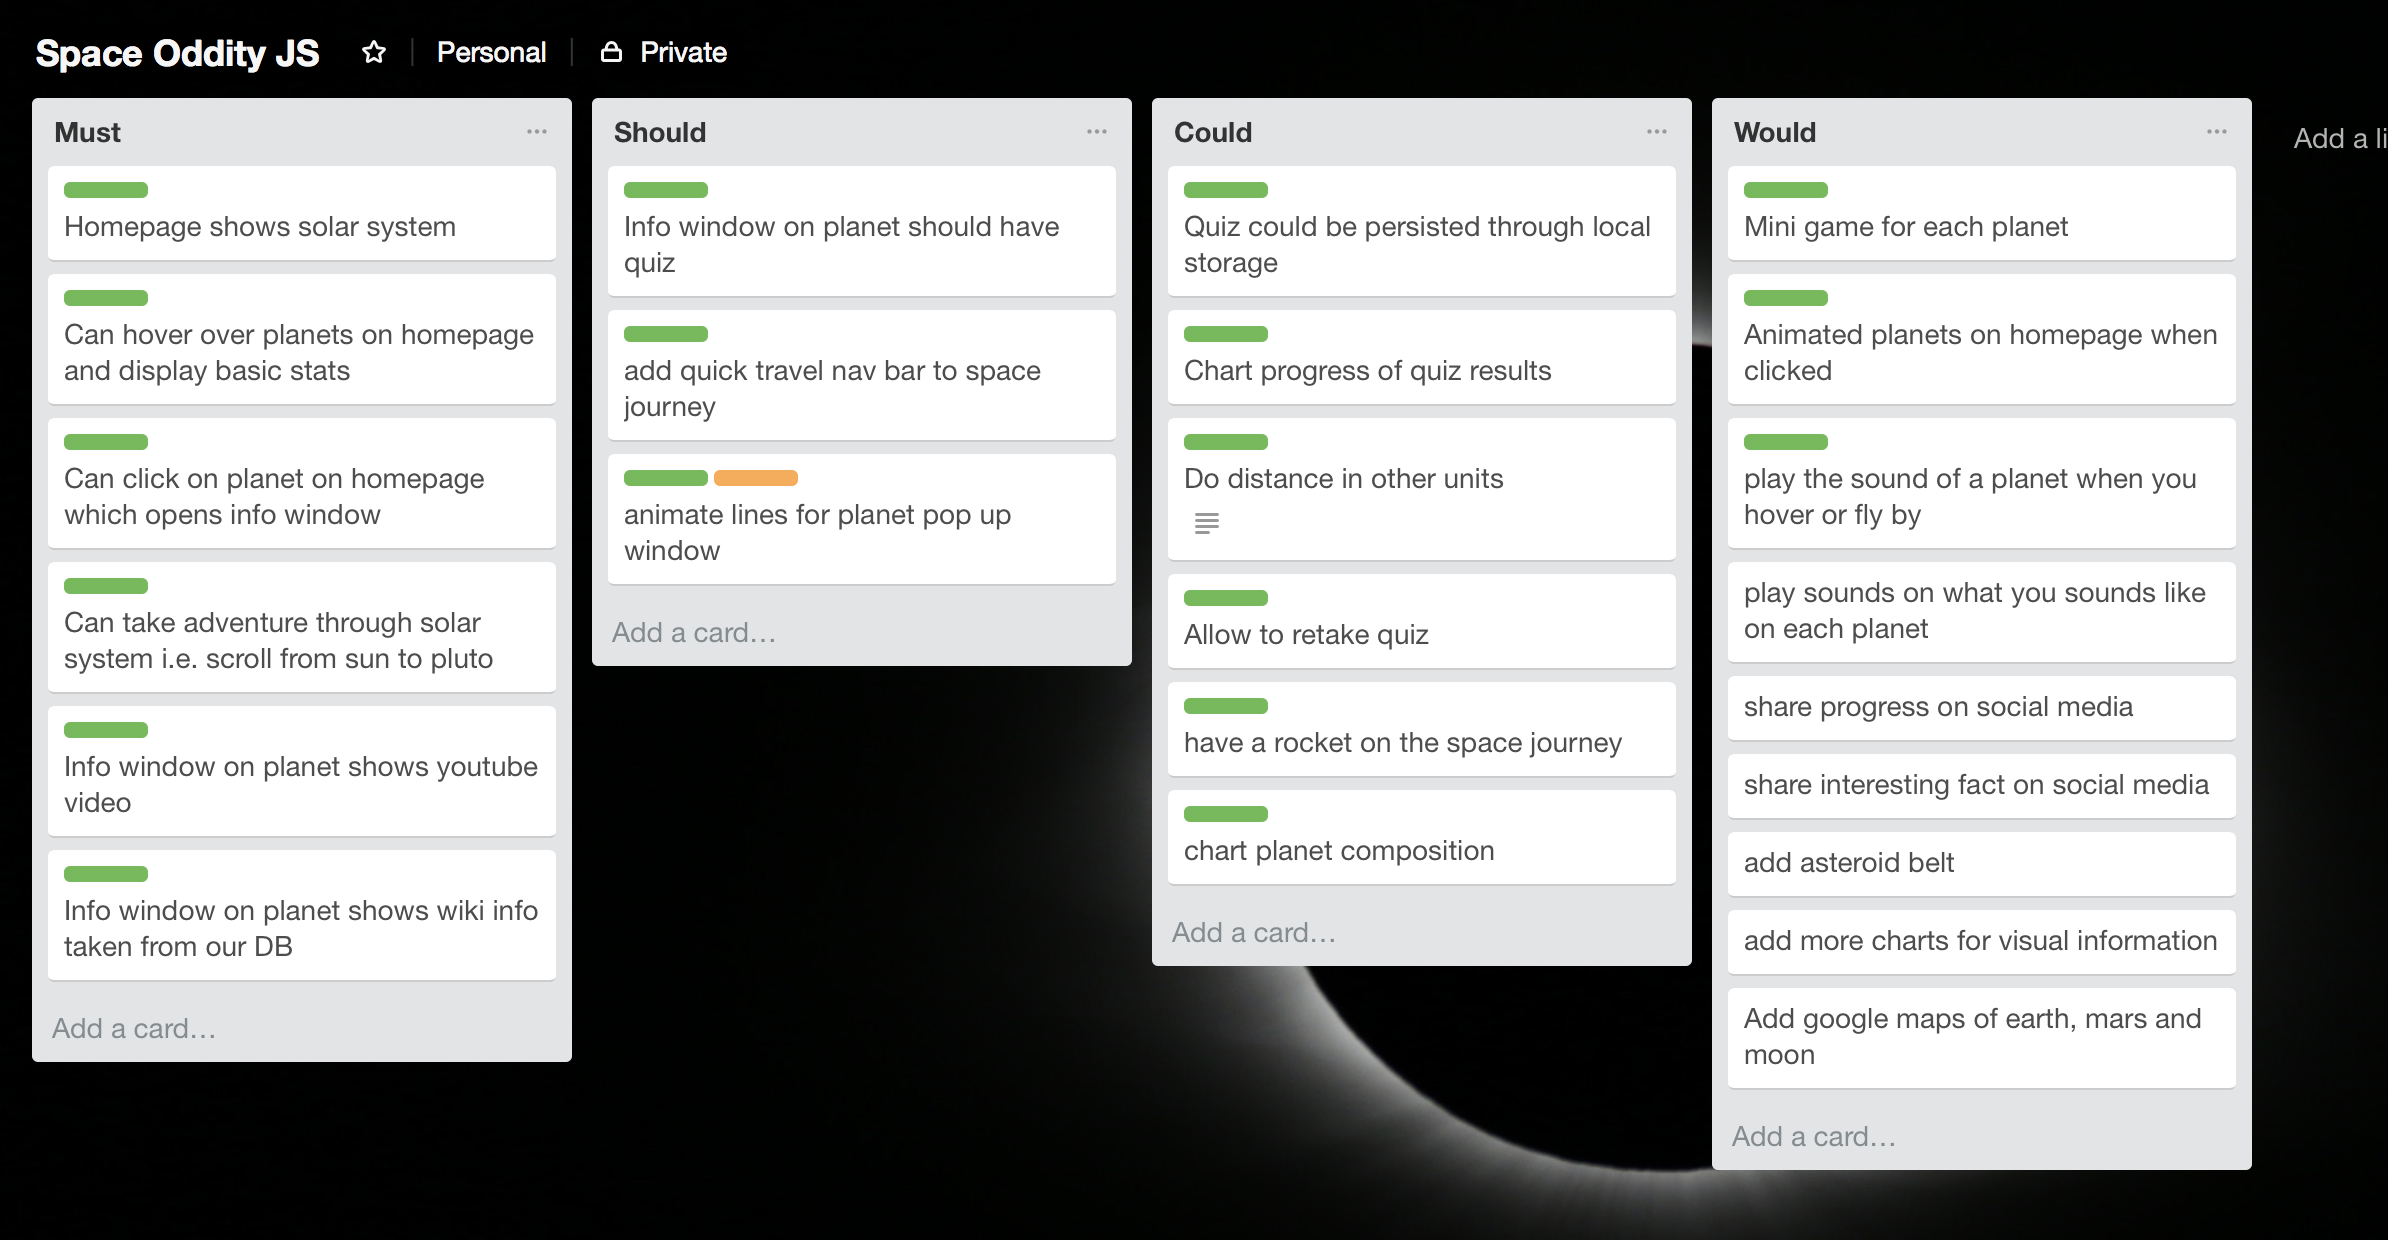 Space Oddity JS
Personal
Private
Must
Homepage shows solar system
Can hover over planets on homepage
and display basic stats
Can click on planet on homepage
which opens info window
Can take adventure through solar
system i.e. scroll from sun to pluto
Info window on planet shows youtube
video
Info window on planet shows wiki info
taken from our DB
Add a card…
Should
Info window on planet should have
quiz
add quick travel nav bar to space
journey
animate lines for planet pop up
window
Add a card…
Could
Quiz could be persisted through local
storage
Chart progress of quiz results
Do distance in other units
Allow to retake quiz
have a rocket on the space journey
chart planet composition
Add a card…
Would
Mini game for each planet
Animated planets on homepage when
clicked
play the sound of a planet when you
hover or fly by
play sounds on what you sounds like
on each planet
share progress on social media
share interesting fact on social media
add asteroid belt
add more charts for visual information
Add google maps of earth, mars and
moon
Add a card…
Add a li